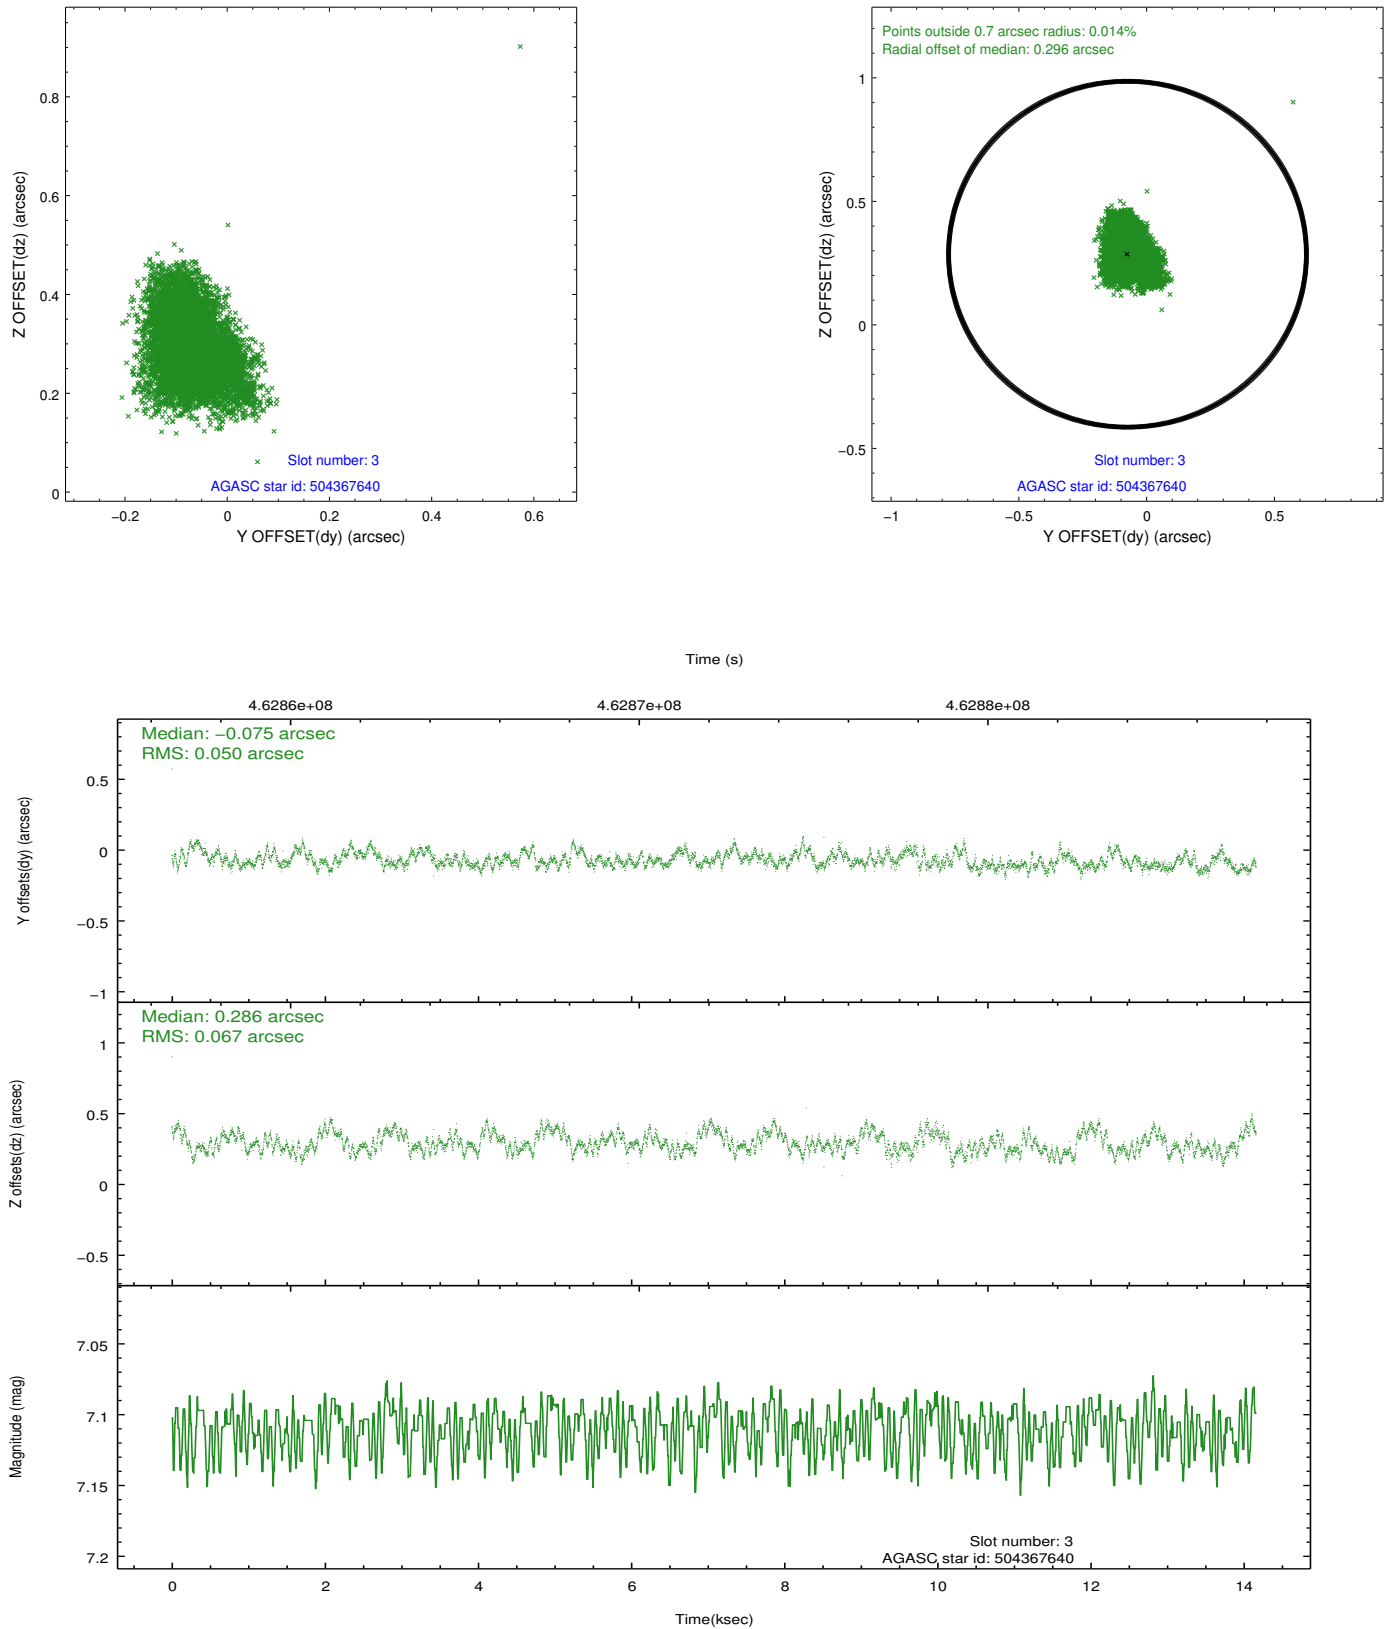 0.8
0.6
0.4
0.2
0
Z OFFSET(dz) (arcsec)
Slot number: 3
AGASC star id: 504367640
−0.2 0 0.2 0.4 0.6
Y OFFSET(dy) (arcsec)
Points outside 0.7 arcsec radius: 0.014%
Radial offset of median: 0.296 arcsec
1
0.5
0
−0.5
Z OFFSET(dz) (arcsec)
Slot number: 3
AGASC star id: 504367640
−1 −0.5 0 0.5
Y OFFSET(dy) (arcsec)
Time (s)
4.6286e+08 4.6287e+08 4.6288e+08
Median: −0.075 arcsec
RMS: 0.050 arcsec
0.5
0
−0.5
−1
Y offsets(dy) (arcsec)
Median: 0.286 arcsec
RMS: 0.067 arcsec
1
0.5
0
−0.5
Z offsets(dz) (arcsec)
7.05
7.1
7.15
7.2
Magnitude (mag)
Slot number: 3
AGASC star id: 504367640
0 2 4 6 8 10 12 14
Time(ksec)